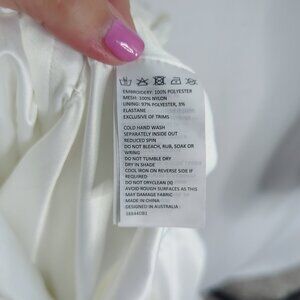 EMBROIDERY: 100% POLYESTER
MESH: 100% NYLON
LINING: 97% POLYESTER, 3%
ELASTANE
EXCLUSIVE OF TRIMS
COLD HAND WASH
SEPARATELY INSIDE OUT
REDUCED SPIN
DO NOT BLEACH, RUB, SOAK OR
WRING
DO NOT TUMBLE DRY
DRY IN SHADE
COOL IRON ON REVERSE SIDE IF
REQUIRED
DO NOT DRYCLEAN (X)
AVOID ROUGH SURFACES AS THIS
MAY DAMAGE FABRIC
MADE IN CHINA
DESIGNED IN AUSTRALIA